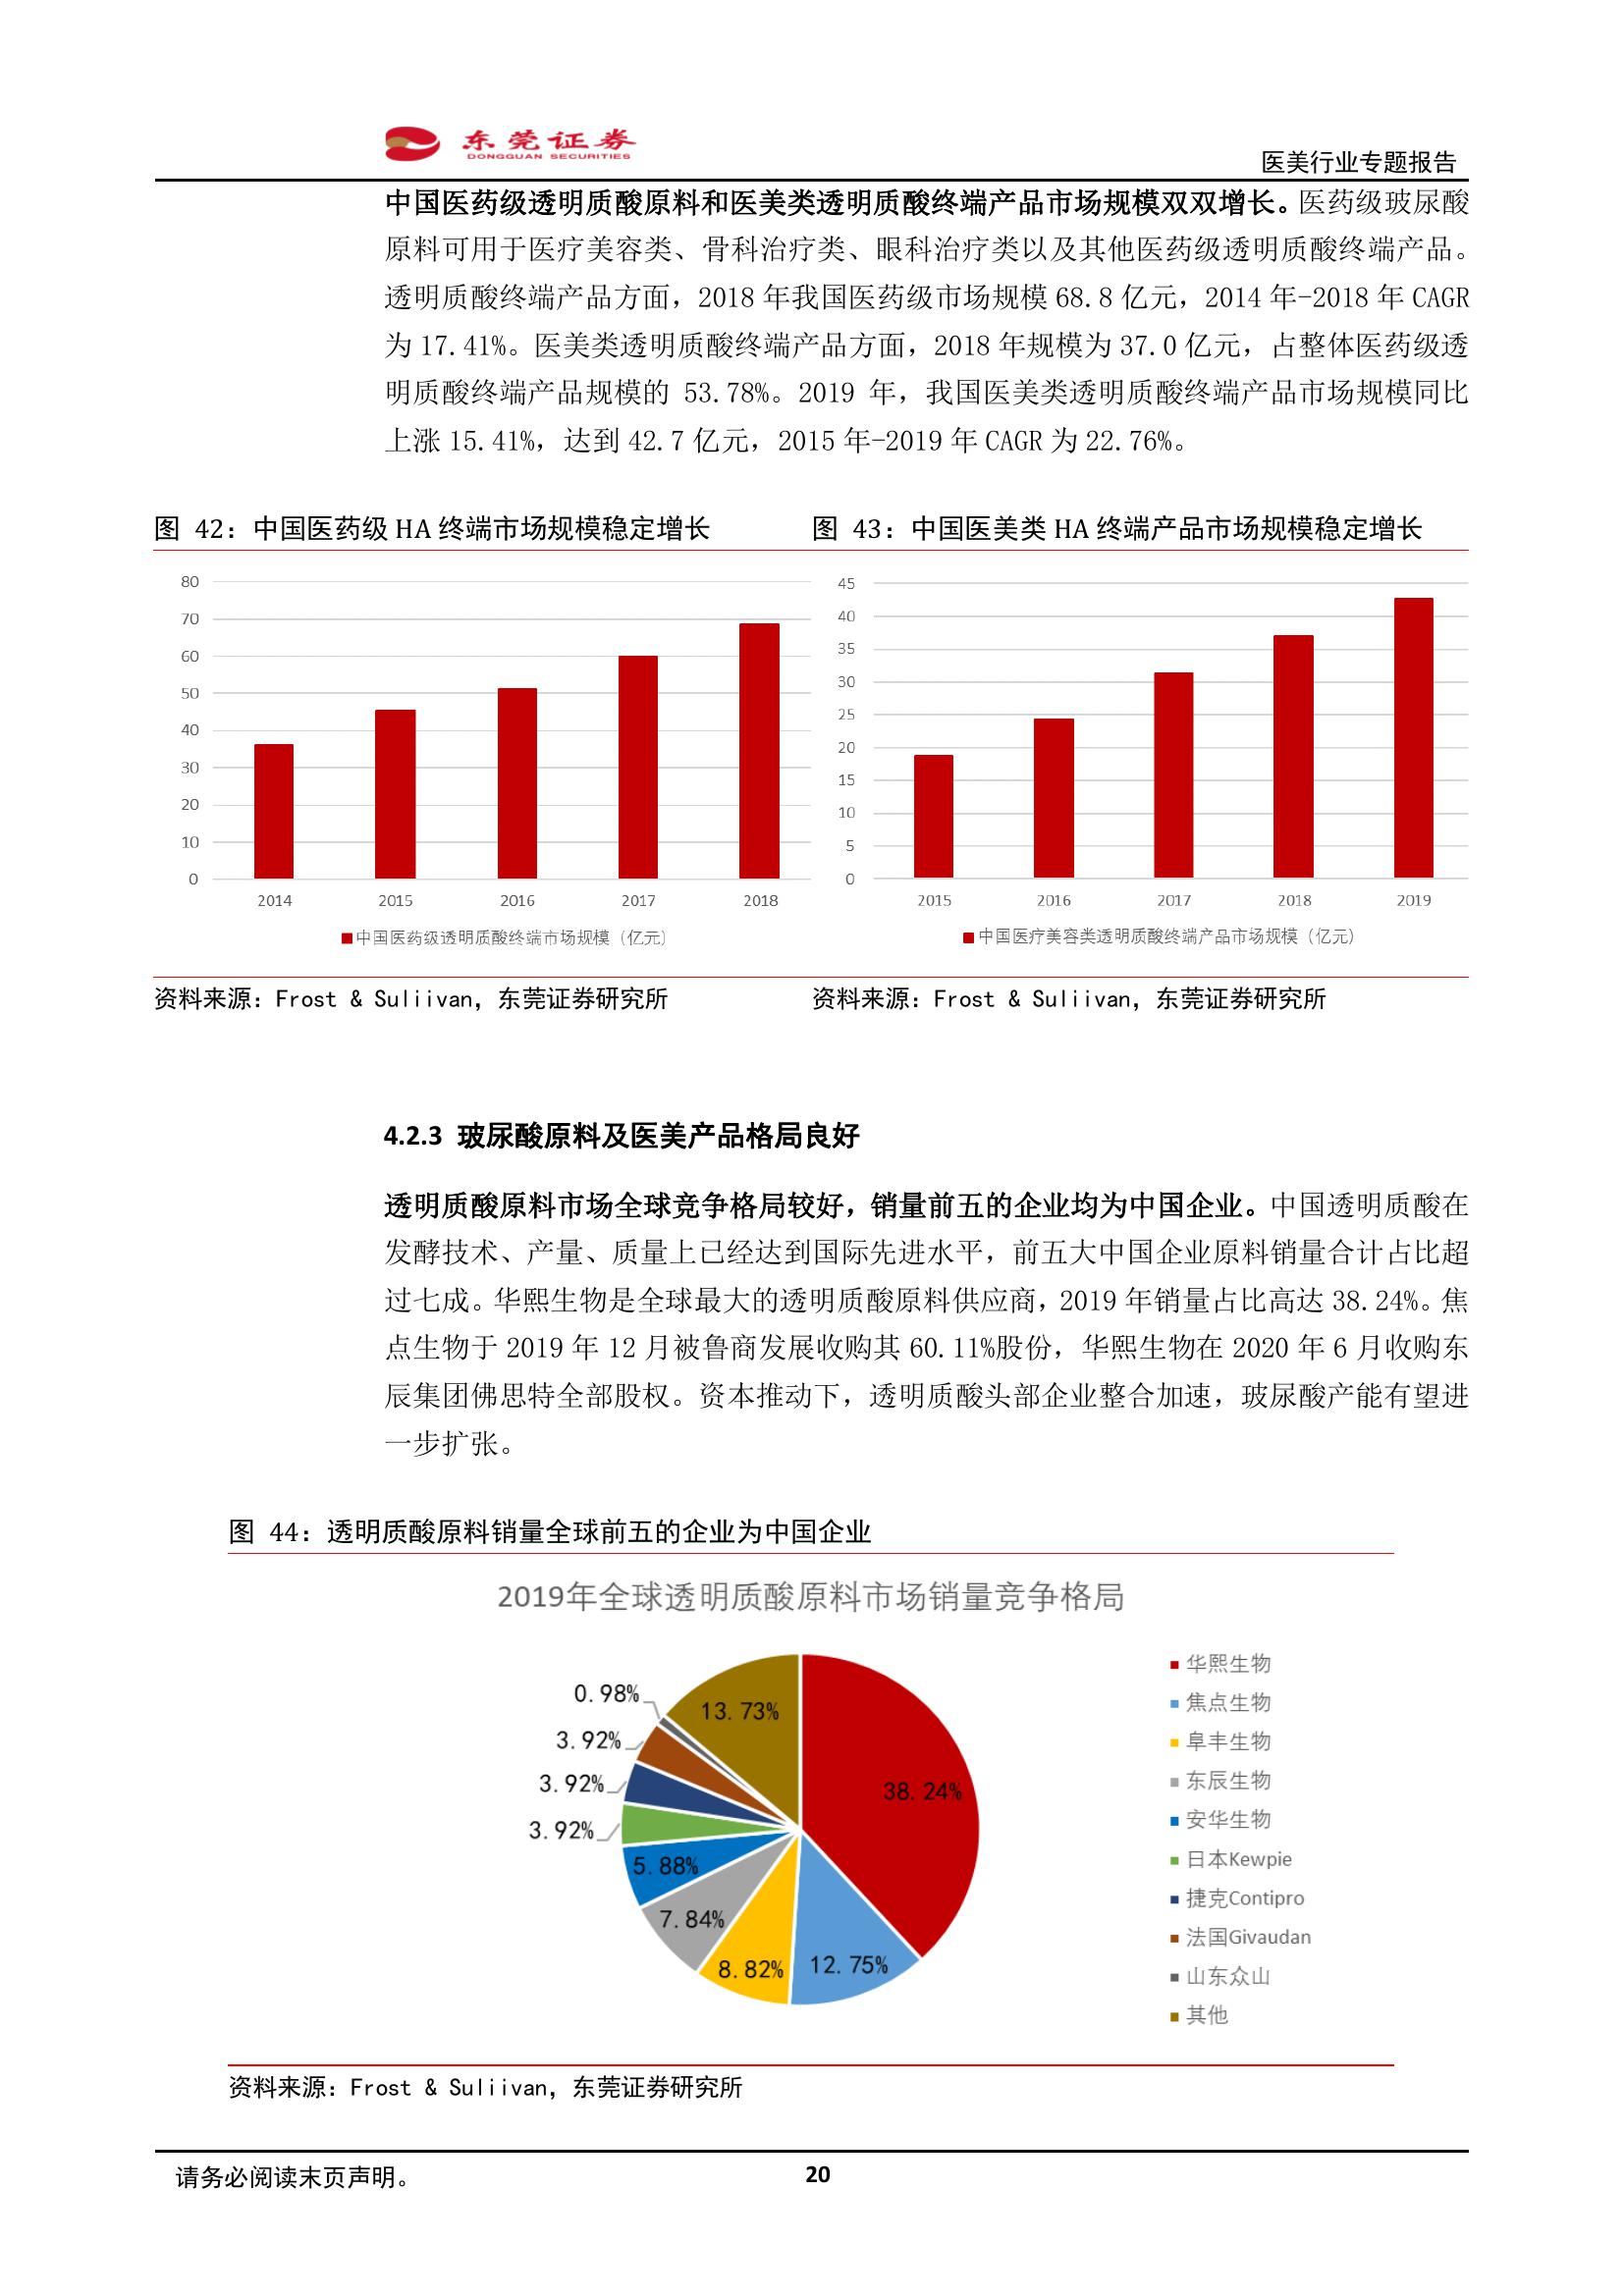 东莞证券
DONGGUAN SECURITIES
医美行业专题报告
中国医药级透明质酸原料和医美类透明质酸终端产品市场规模双双增长。医药级玻尿酸
原料可用于医疗美容类、骨科治疗类、眼科治疗类以及其他医药级透明质酸终端产品。
透明质酸终端产品方面，2018 年我国医药级市场规模 68.8 亿元，2014 年-2018 年 CAGR
为 17.41%。医美类透明质酸终端产品方面，2018 年规模为 37.0 亿元，占整体医药级透
明质酸终端产品规模的 53.78%。2019 年，我国医美类透明质酸终端产品市场规模同比
上涨 15.41%，达到 42.7 亿元，2015 年-2019 年 CAGR 为 22.76%。
图 42：中国医药级 HA 终端市场规模稳定增长
80
70
60
50
40
30
20
10
0
2014 2015 2016 2017 2018
中国医药级透明质酸终端市场规模（亿元）
资料来源：Frost & Suliivan，东莞证券研究所
图 43：中国医美类 HA 终端产品市场规模稳定增长
45
40
35
30
25
20
15
10
5
0
2015 2016 2017 2018 2019
中国医疗美容类透明质酸终端产品市场规模（亿元）
资料来源：Frost & Suliivan，东莞证券研究所
4.2.3 玻尿酸原料及医美产品格局良好
透明质酸原料市场全球竞争格局较好，销量前五的企业均为中国企业。中国透明质酸在
发酵技术、产量、质量上已经达到国际先进水平，前五大中国企业原料销量合计占比超
过七成。华熙生物是全球最大的透明质酸原料供应商，2019 年销量占比高达 38.24%。焦
点生物于 2019 年 12 月被鲁商发展收购其 60.11%股份，华熙生物在 2020 年 6 月收购东
辰集团佛思特全部股权。资本推动下，透明质酸头部企业整合加速，玻尿酸产能有望进
一步扩张。
图 44：透明质酸原料销量全球前五的企业为中国企业
2019年全球透明质酸原料市场销量竞争格局
38.24%
12.75%
8.82%
7.84%
5.88%
3.92%
3.92%
3.92%
0.98%
13.73%
华熙生物
焦点生物
阜丰生物
东辰生物
安华生物
日本Kewpie
捷克Contipro
法国Givaudan
山东众山
其他
资料来源：Frost & Suliivan，东莞证券研究所
请务必阅读末页声明。
20